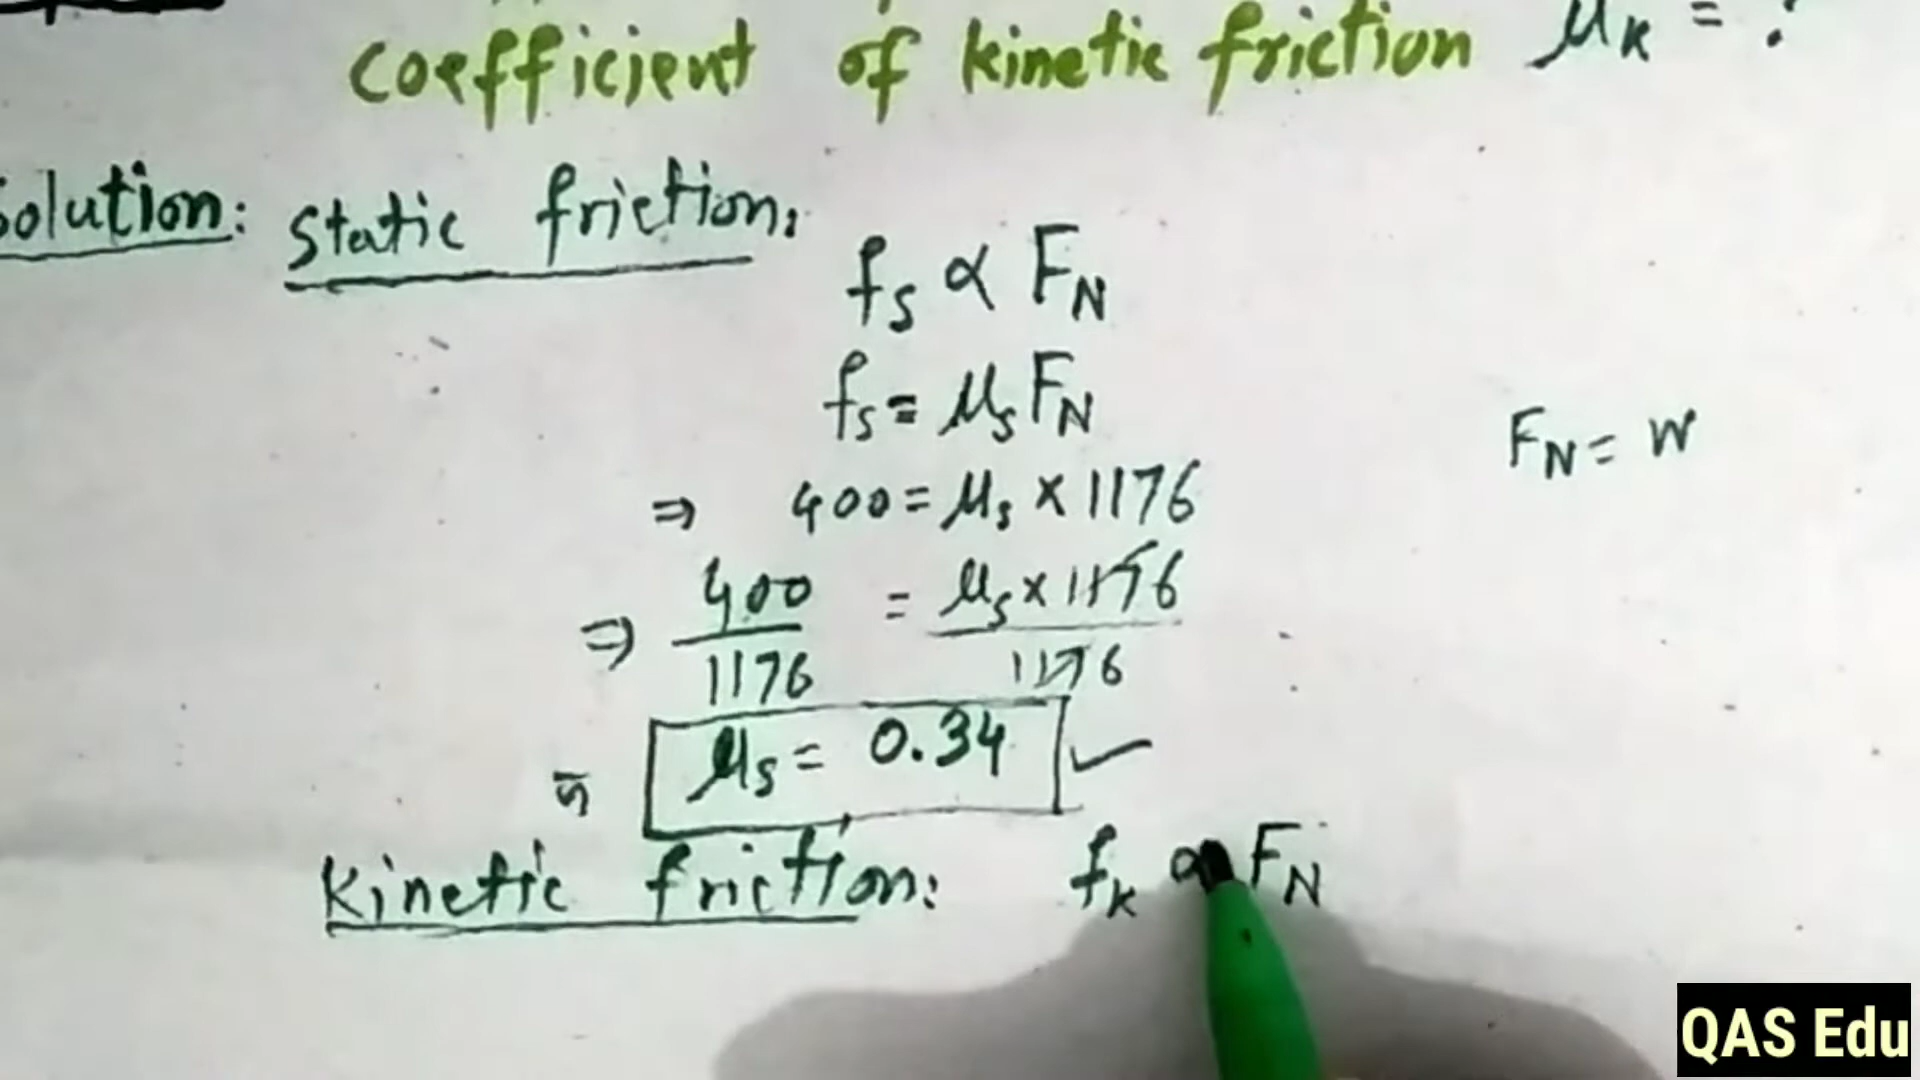 coefficient of kinetic friction μk = ?
Solution: Static friction:
fs ∝ FN
fs = μs FN
FN = W
⇒ 400 = μs × 1176
⇒ 400/1176 = μs × 1176/1176
⇒ μs = 0.34 ✓
Kinetic friction: fk ∝ FN
QAS Edu